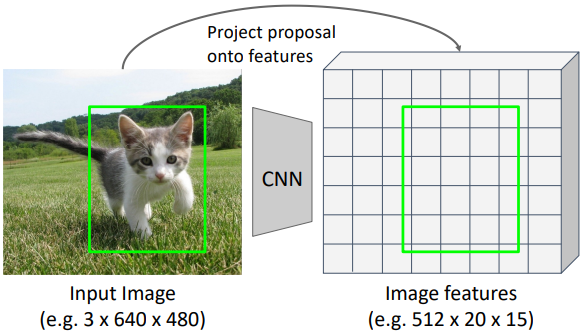 Project proposal
onto features
CNN
Input Image
(e.g. 3 x 640 x 480)
Image features
(e.g. 512 x 20 x 15)